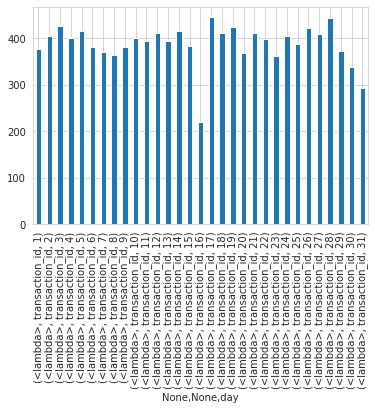 400
300
200
100
0
(<lambda>, transaction_id, 1)
(<lambda>, transaction_id, 2)
(<lambda>, transaction_id, 3)
(<lambda>, transaction_id, 4)
(<lambda>, transaction_id, 5)
(<lambda>, transaction_id, 6)
(<lambda>, transaction_id, 7)
(<lambda>, transaction_id, 8)
(<lambda>, transaction_id, 9)
(<lambda>, transaction_id, 10)
(<lambda>, transaction_id, 11)
(<lambda>, transaction_id, 12)
(<lambda>, transaction_id, 13)
(<lambda>, transaction_id, 14)
(<lambda>, transaction_id, 15)
(<lambda>, transaction_id, 16)
(<lambda>, transaction_id, 17)
(<lambda>, transaction_id, 18)
(<lambda>, transaction_id, 19)
(<lambda>, transaction_id, 20)
(<lambda>, transaction_id, 21)
(<lambda>, transaction_id, 22)
(<lambda>, transaction_id, 23)
(<lambda>, transaction_id, 24)
(<lambda>, transaction_id, 25)
(<lambda>, transaction_id, 26)
(<lambda>, transaction_id, 27)
(<lambda>, transaction_id, 28)
(<lambda>, transaction_id, 29)
(<lambda>, transaction_id, 30)
(<lambda>, transaction_id, 31)
None,None,day